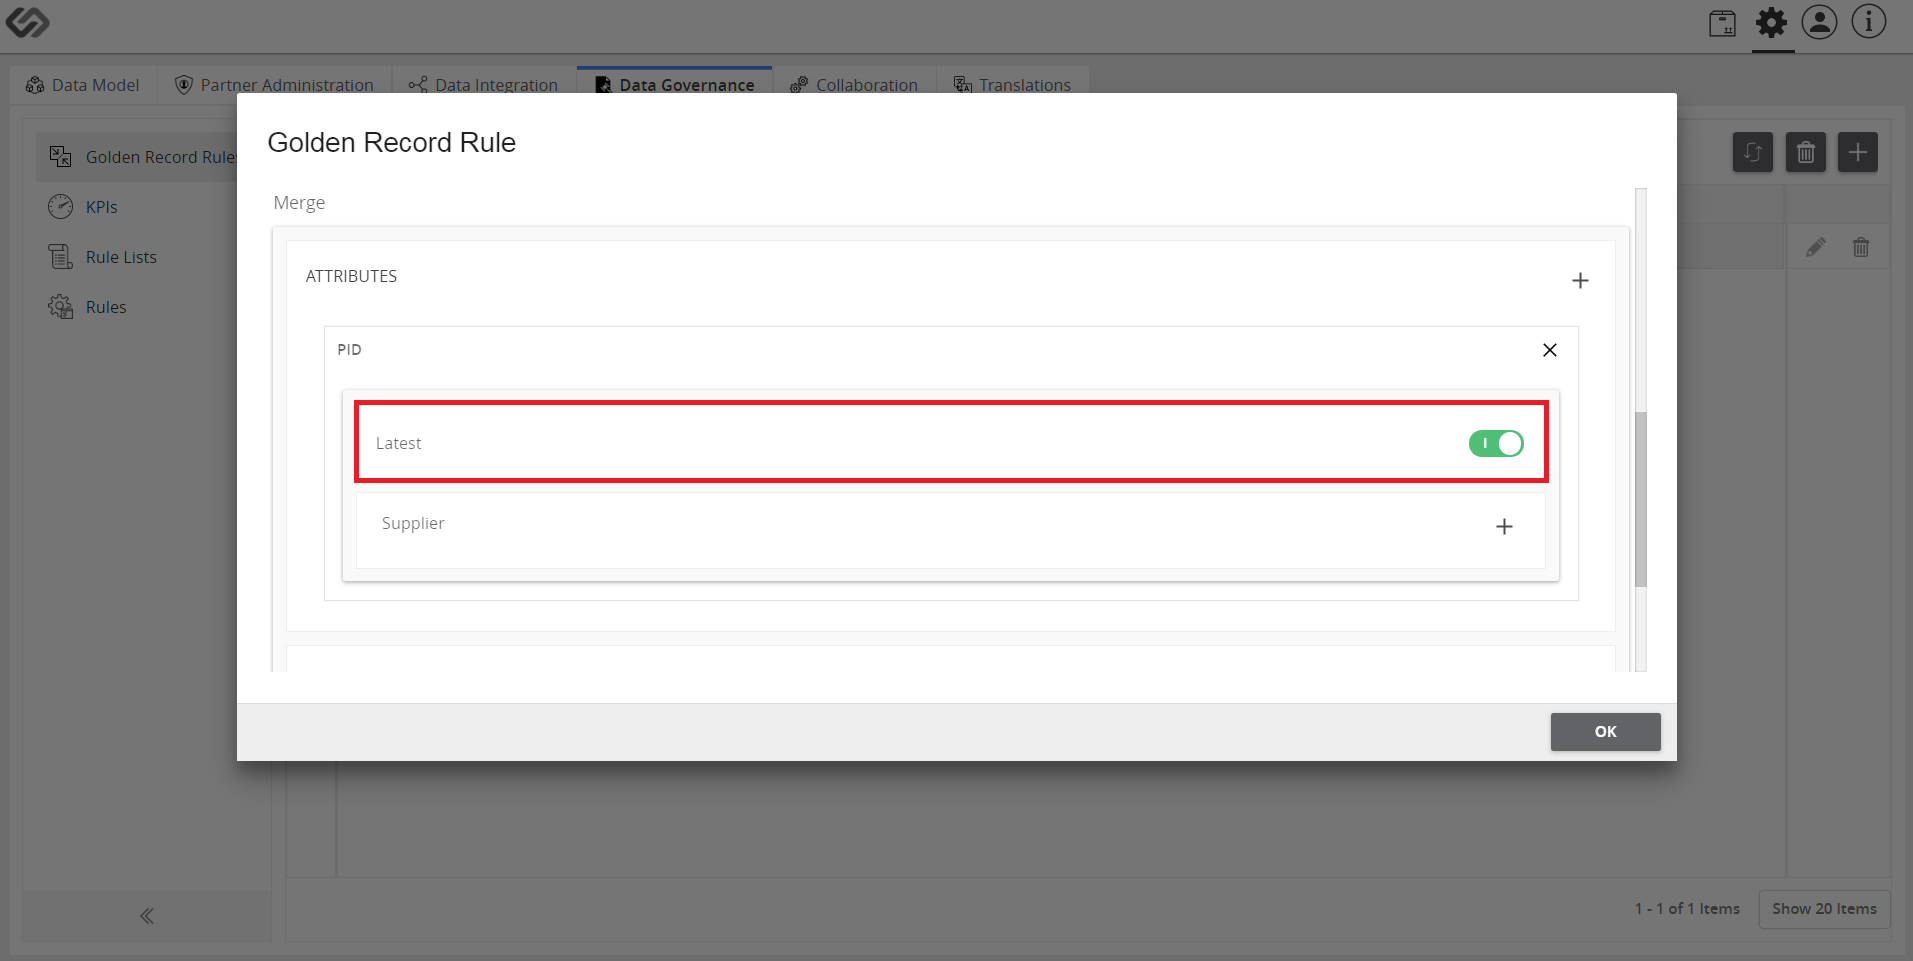 Data Model
Partner Administration
Data Integration
Data Governance
Collaboration
Translations
Golden Record Rule
KPIs
Rule Lists
Rules
Golden Record Rule
Merge
ATTRIBUTES
PID
Latest
Supplier
OK
1 - 1 of 1 Items
Show 20 Items